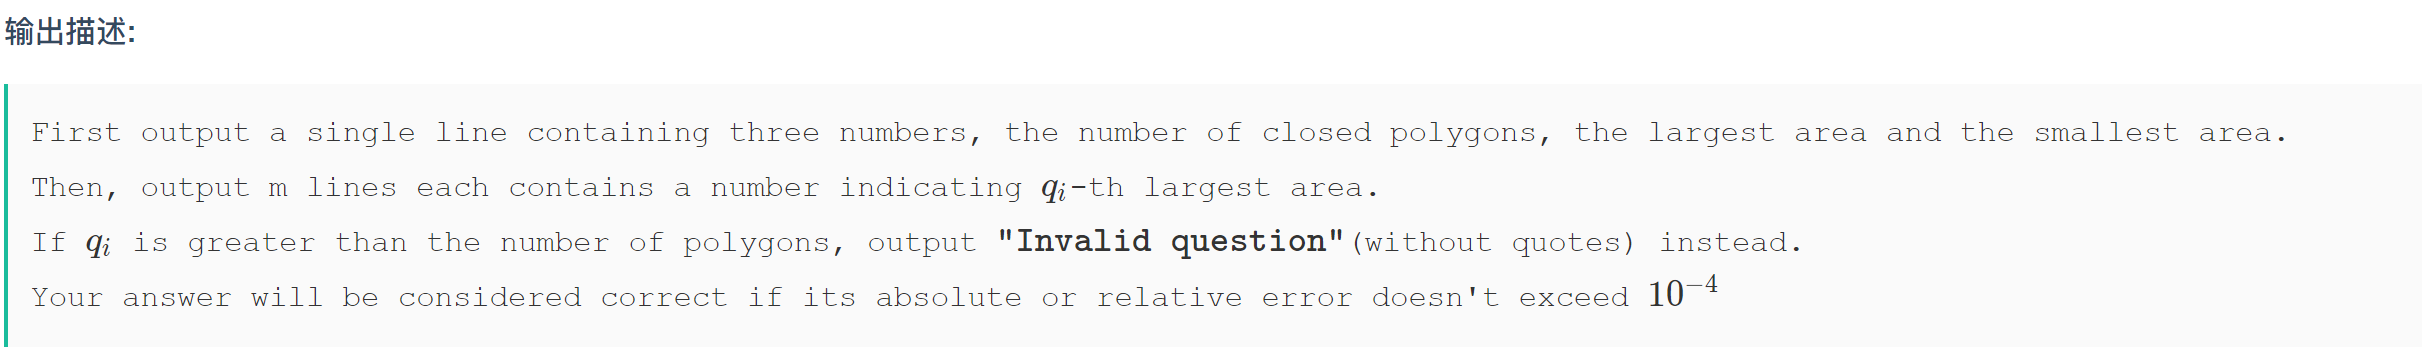 输出描述:
First output a single line containing three numbers, the number of closed polygons, the largest area and the smallest area.
Then, output m lines each contains a number indicating qᵢ-th largest area.
If qᵢ is greater than the number of polygons, output "Invalid question"(without quotes) instead.
Your answer will be considered correct if its absolute or relative error doesn't exceed 10⁻⁴